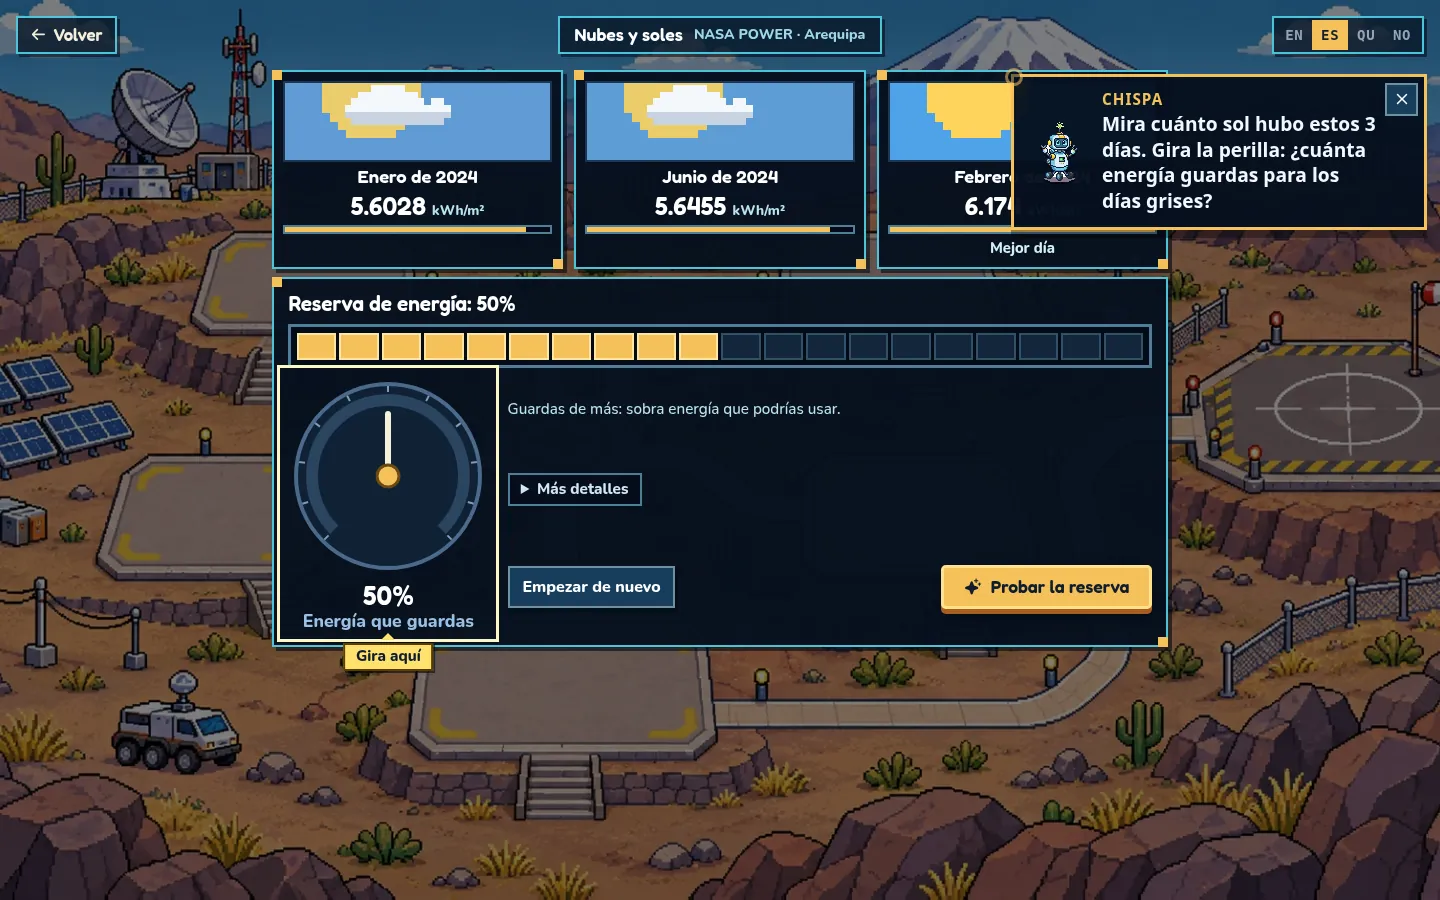 Volver
Nubes y soles NASA POWER · Arequipa
EN ES QU NO
Enero de 2024
5.6028 kWh/m²
Junio de 2024
5.6455 kWh/m²
Febrero
6.174
Mejor día
CHISPA
Mira cuánto sol hubo estos 3
días. Gira la perilla: ¿cuánta
energía guardas para los
días grises?
Reserva de energía: 50%
Guardas de más: sobra energía que podrías usar.
Más detalles
50%
Energía que guardas
Empezar de nuevo
Probar la reserva
Gira aquí